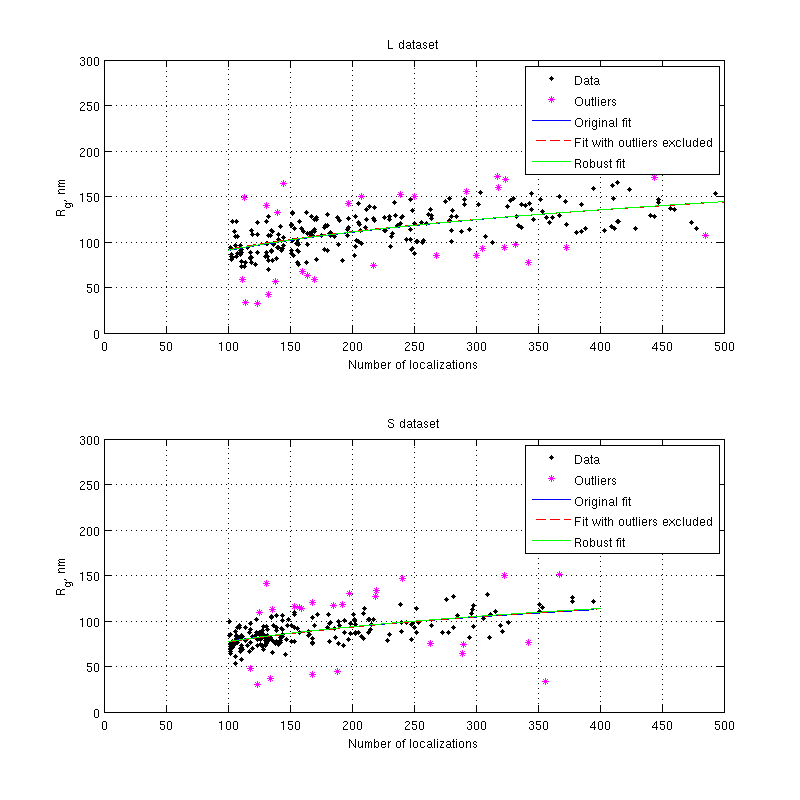 L dataset
300
250
200
150
100
50
0
Rg, nm
Data
Outliers
Original fit
Fit with outliers excluded
Robust fit
0 50 100 150 200 250 300 350 400 450 500
Number of localizations
S dataset
300
250
200
150
100
50
0
Rg, nm
Data
Outliers
Original fit
Fit with outliers excluded
Robust fit
0 50 100 150 200 250 300 350 400 450 500
Number of localizations